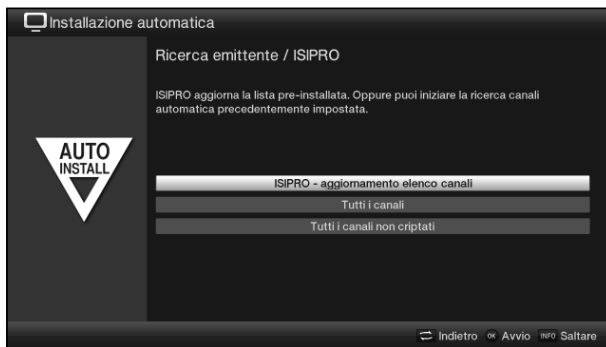 Installazione automatica
Ricerca emittente / ISIPRO
ISIPRO aggiorna la lista pre-installata. Oppure puoi iniziare la ricerca canali
automatica precedentemente impostata.
AUTO
INSTALL
ISIPRO - aggiornamento elenco canali
Tutti i canali
Tutti i canali non criptati
Indietro OK Avvio INFO Saltare